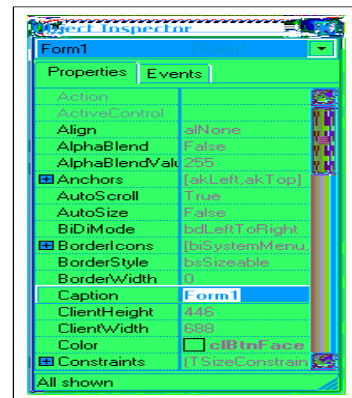 Object Inspector
Form1 TForm1
Properties Events
Action
ActiveControl
Align alNone
AlphaBlend False
AlphaBlendValu 255
Anchors [akLeft,akTop]
AutoScroll True
AutoSize False
BiDiMode bdLeftToRight
BorderIcons [biSystemMenu,
BorderStyle bsSizeable
BorderWidth 0
Caption Form1
ClientHeight 446
ClientWidth 688
Color clBtnFace
Constraints (TSizeConstrain
All shown